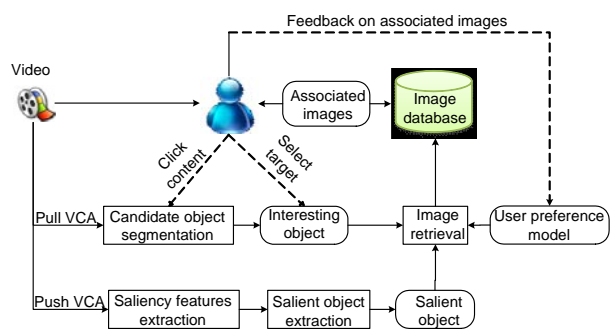 Feedback on associated images
Video
Associated
images
Image
database
Click
content
Select
target
Pull VCA
Candidate object
segmentation
Interesting
object
Image
retrieval
User preference
model
Push VCA
Saliency features
extraction
Salient object
extraction
Salient
object